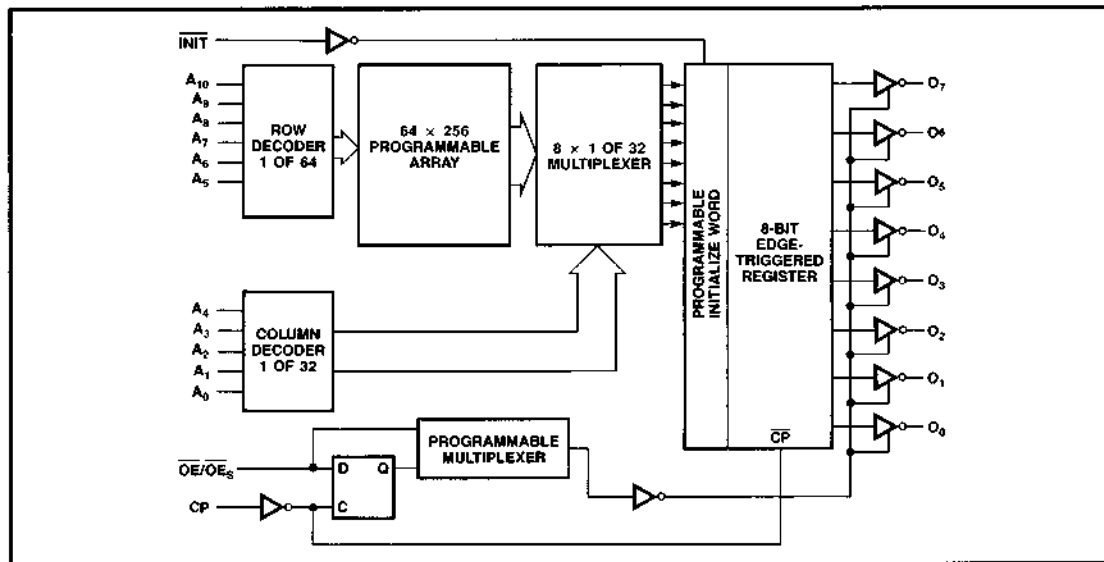 INIT
A10
A9
A8
A7
A6
A5
ROW
DECODER
1 OF 64
64 × 256
PROGRAMMABLE
ARRAY
8 × 1 OF 32
MULTIPLEXER
PROGRAMMABLE
INITIALIZE WORD
8-BIT
EDGE-
TRIGGERED
REGISTER
CP
O7
O6
O5
O4
O3
O2
O1
O0
A4
A3
A2
A1
A0
COLUMN
DECODER
1 OF 32
PROGRAMMABLE
MULTIPLEXER
OE/OES
D
Q
C
CP